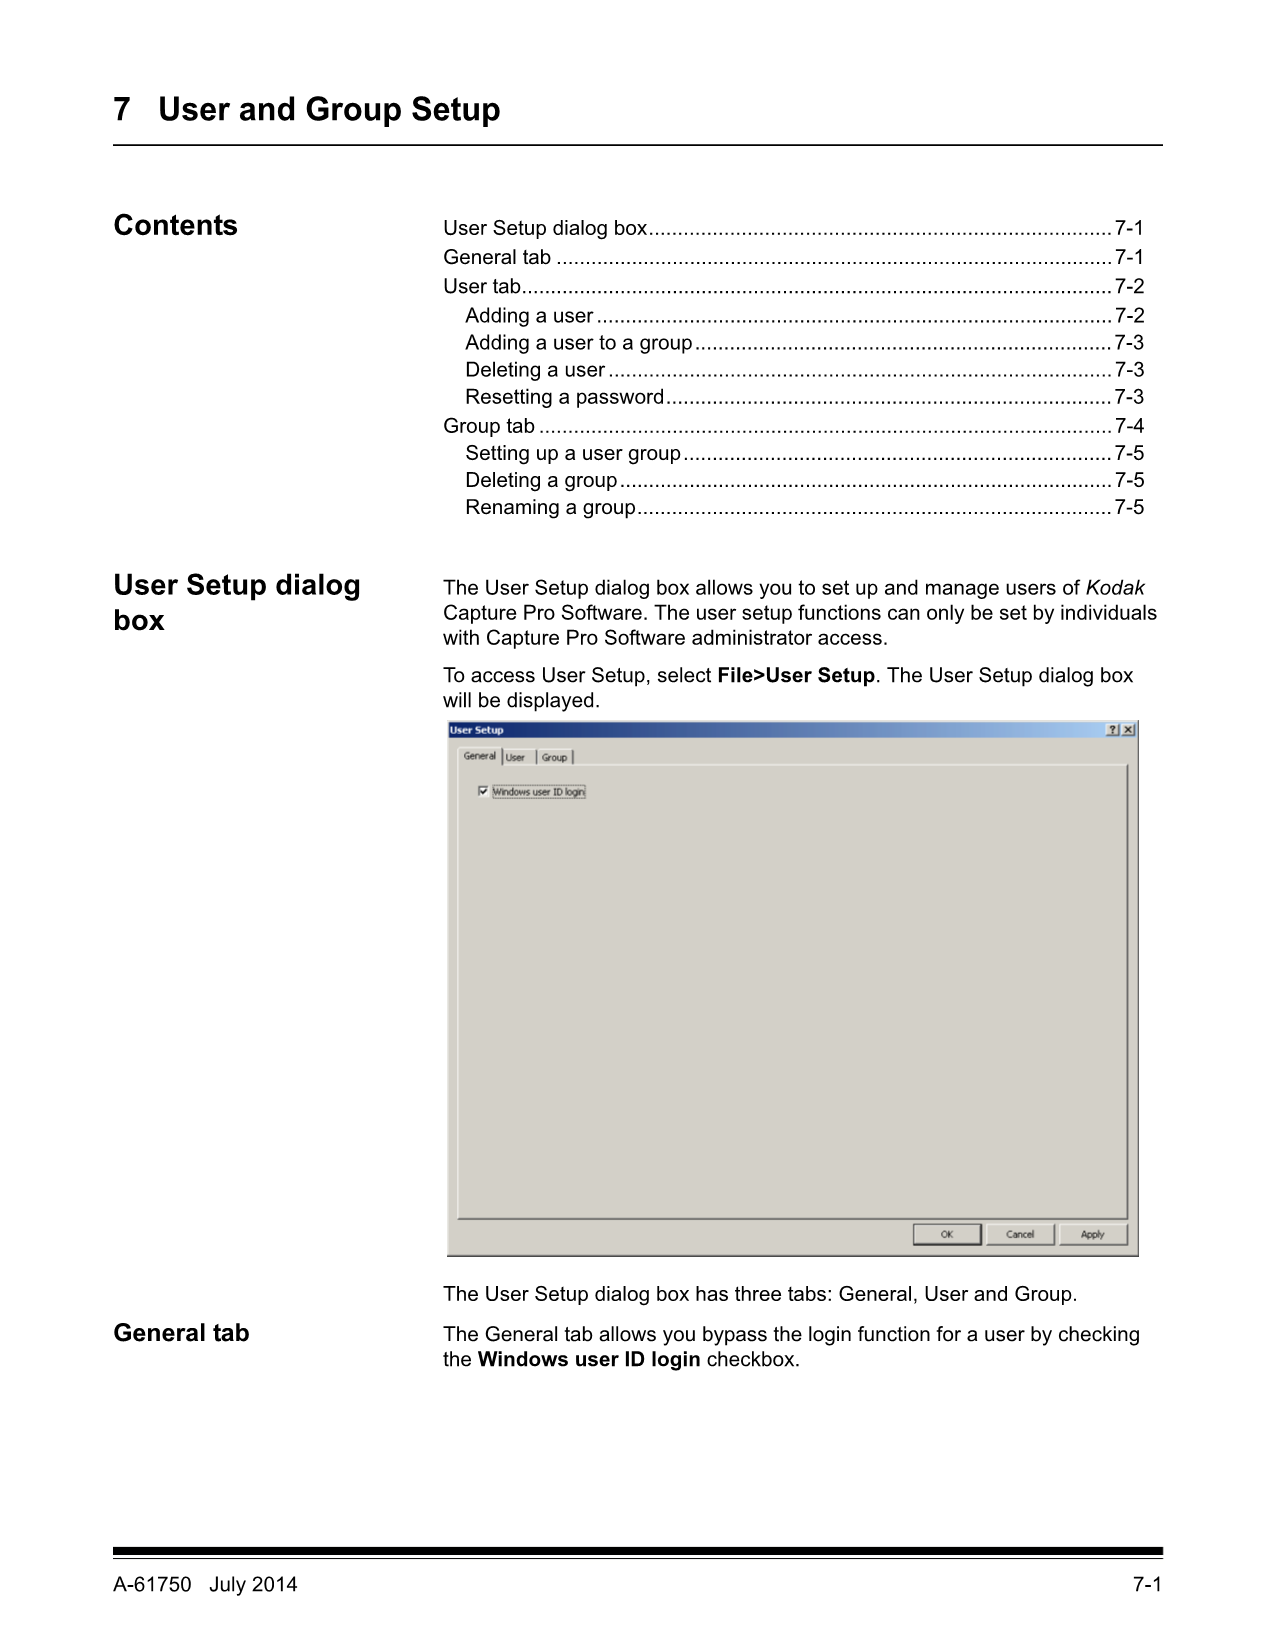 7 User and Group Setup
Contents
User Setup dialog box................................................................................7-1
General tab ................................................................................................7-1
User tab......................................................................................................7-2
Adding a user.........................................................................................7-2
Adding a user to a group........................................................................7-3
Deleting a user.......................................................................................7-3
Resetting a password.............................................................................7-3
Group tab ...................................................................................................7-4
Setting up a user group..........................................................................7-5
Deleting a group.....................................................................................7-5
Renaming a group..................................................................................7-5
User Setup dialog
box
The User Setup dialog box allows you to set up and manage users of Kodak
Capture Pro Software. The user setup functions can only be set by individuals
with Capture Pro Software administrator access.
To access User Setup, select File>User Setup. The User Setup dialog box
will be displayed.
User Setup
General User Group
Windows user ID login
OK Cancel Apply
The User Setup dialog box has three tabs: General, User and Group.
General tab
The General tab allows you bypass the login function for a user by checking
the Windows user ID login checkbox.
A-61750 July 2014 7-1